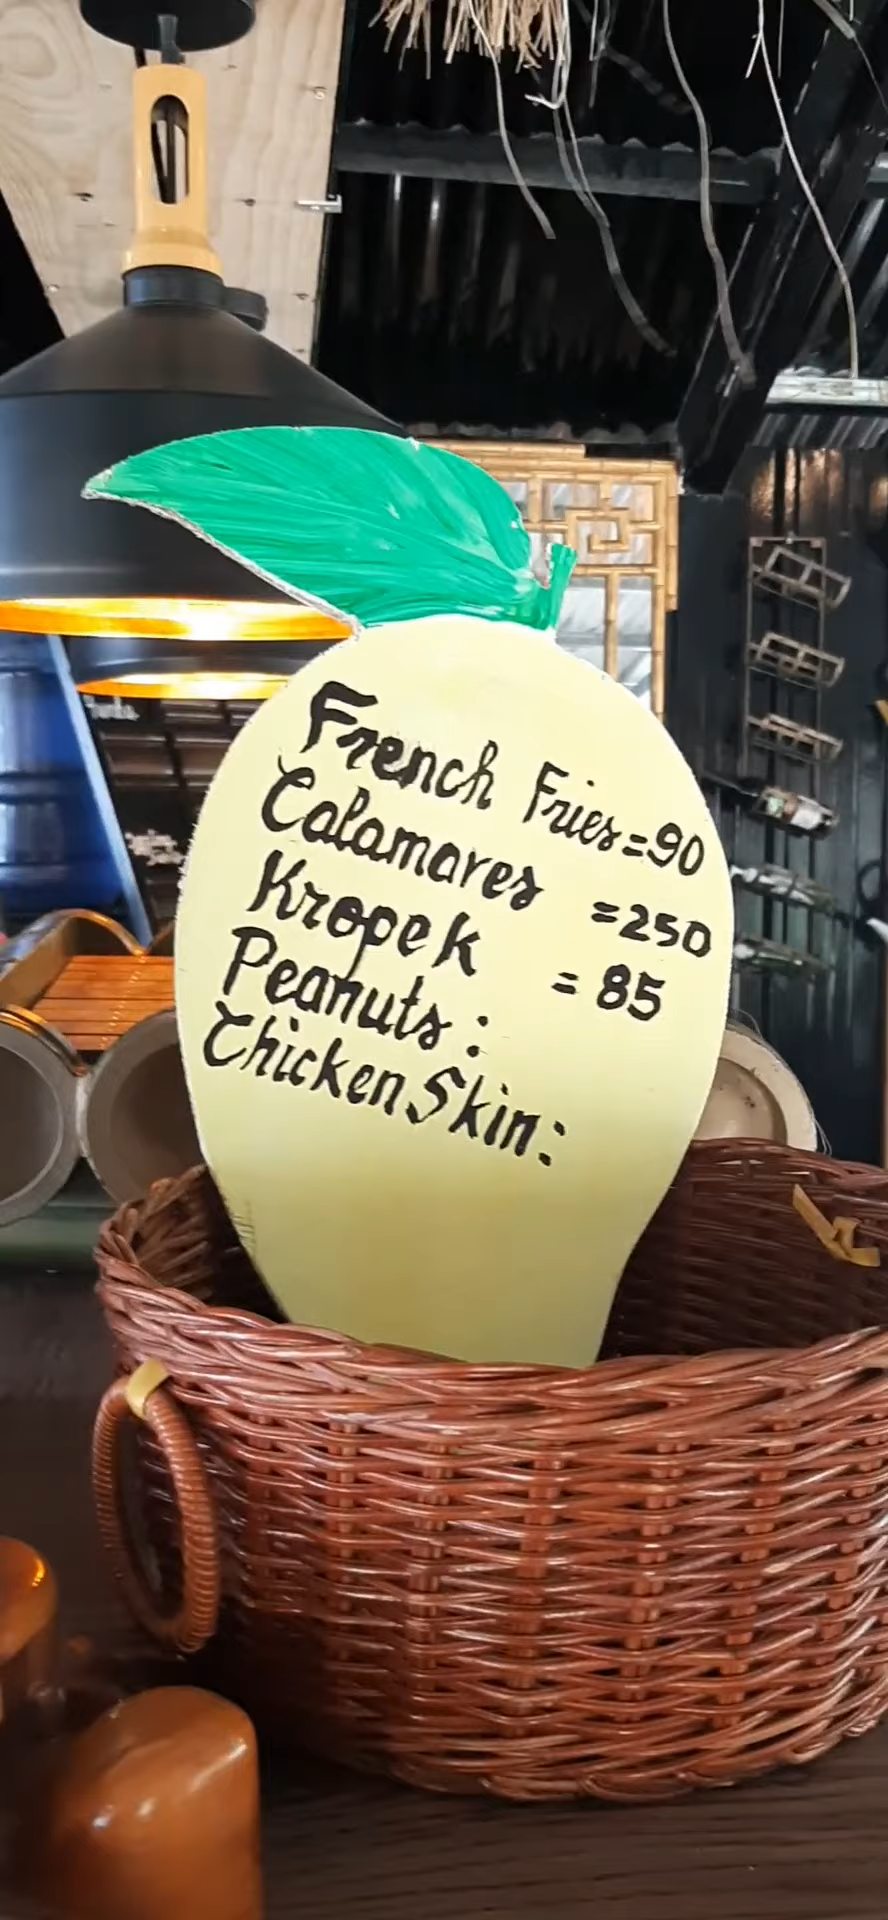 French Fries=90
Calamares =250
Kropek = 85
Peanuts :
Chicken Skin: